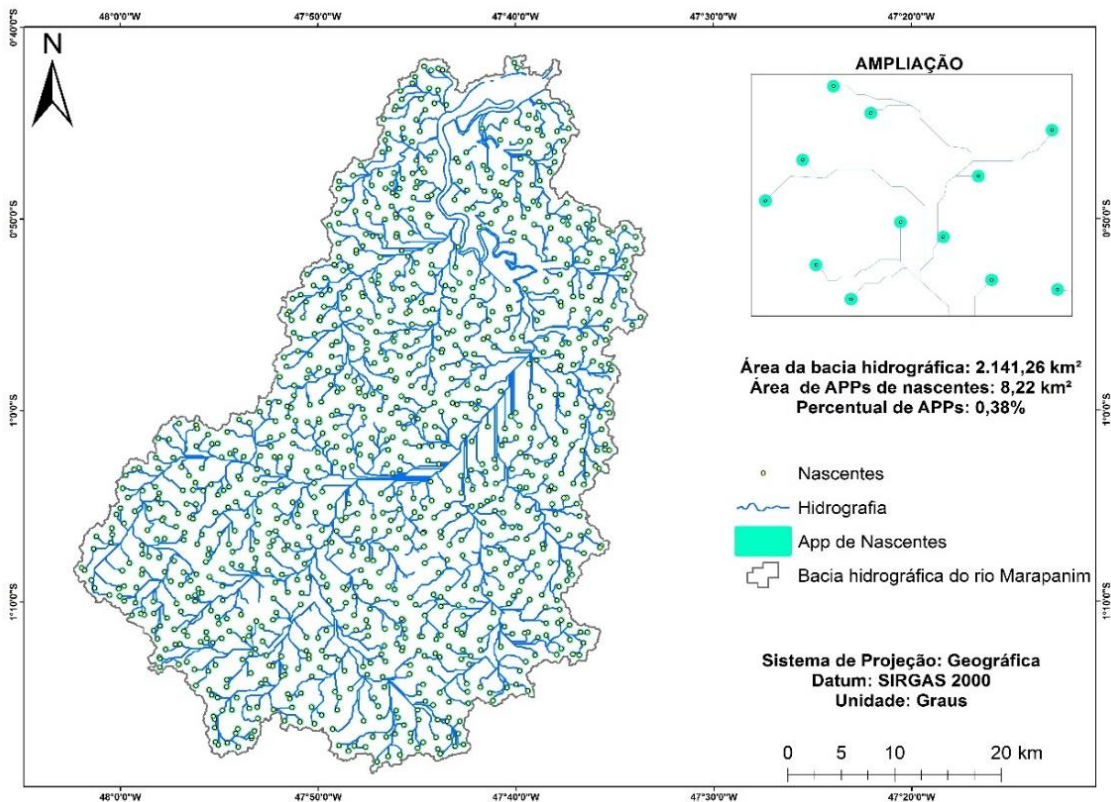 48°0'0"W 47°50'0"W 47°40'0"W 47°30'0"W 47°20'0"W
0°40'0"S
N
AMPLIAÇÃO
0°50'0"S 0°50'0"S
Área da bacia hidrográfica: 2.141,26 km²
Área de APPs de nascentes: 8,22 km²
Percentual de APPs: 0,38%
1°0'0"S 1°0'0"S
Nascentes
Hidrografia
App de Nascentes
Bacia hidrográfica do rio Marapanim
1°10'0"S 1°10'0"S
Sistema de Projeção: Geográfica
Datum: SIRGAS 2000
Unidade: Graus
0 5 10 20 km
48°0'0"W 47°50'0"W 47°40'0"W 47°30'0"W 47°20'0"W